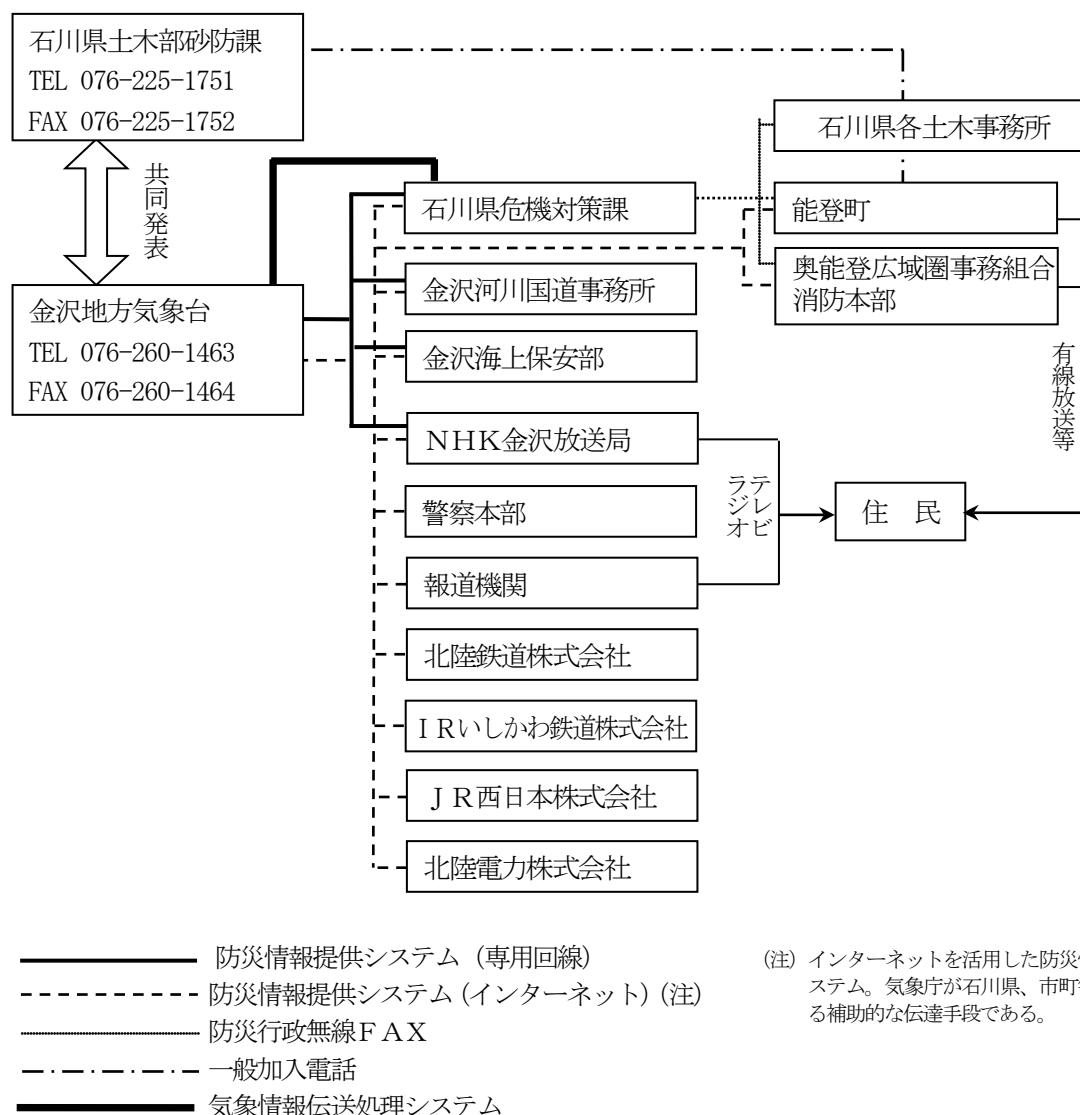 石川県土木部砂防課
TEL 076-225-1751
FAX 076-225-1752
共同発表
金沢地方気象台
TEL 076-260-1463
FAX 076-260-1464
石川県危機対策課
金沢河川国道事務所
金沢海上保安部
NHK金沢放送局
警察本部
報道機関
北陸鉄道株式会社
IRいしかわ鉄道株式会社
JR西日本株式会社
北陸電力株式会社
石川県各土木事務所
能登町
奥能登広域圏事務組合
消防本部
有線放送等
テレビ
ラジオ
住 民
防災情報提供システム(専用回線)
防災情報提供システム(インターネット)(注)
防災行政無線FAX
一般加入電話
気象情報伝送処理システム
(注) インターネットを活用した防災
ステム。気象庁が石川県、市町
る補助的な伝達手段である。